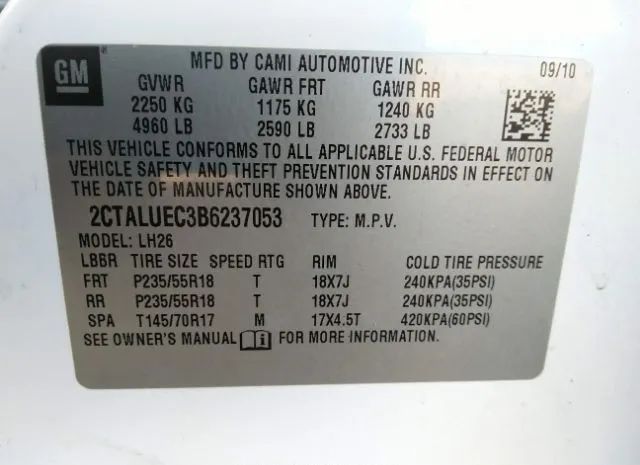 GM
MFD BY CAMI AUTOMOTIVE INC. 09/10
GVWR GAWR FRT GAWR RR
2250 KG 1175 KG 1240 KG
4960 LB 2590 LB 2733 LB
THIS VEHICLE CONFORMS TO ALL APPLICABLE U.S. FEDERAL MOTOR
VEHICLE SAFETY AND THEFT PREVENTION STANDARDS IN EFFECT ON
THE DATE OF MANUFACTURE SHOWN ABOVE.
2CTALUEC3B6237053 TYPE: M.P.V.
MODEL: LH26
LBBR TIRE SIZE SPEED RTG RIM COLD TIRE PRESSURE
FRT P235/55R18 T 18X7J 240KPA(35PSI)
RR P235/55R18 T 18X7J 240KPA(35PSI)
SPA T145/70R17 M 17X4.5T 420KPA(60PSI)
SEE OWNER'S MANUAL FOR MORE INFORMATION.